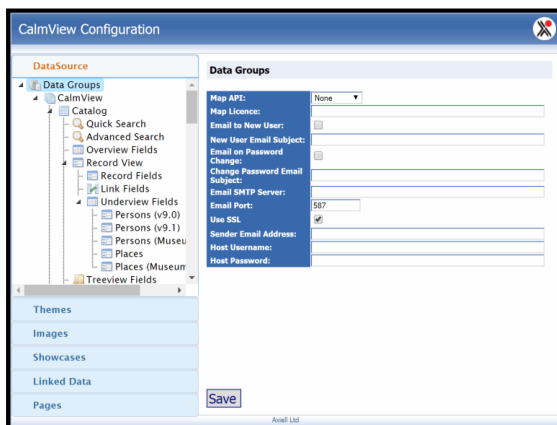 CalmView Configuration
DataSource
Data Groups
CalmView
Catalog
Quick Search
Advanced Search
Overview Fields
Record View
Record Fields
Link Fields
Underview Fields
Persons (v9.0)
Persons (v9.1)
Persons (Museu
Places
Places (Museum
Treeview Fields
Themes
Images
Showcases
Linked Data
Pages
Data Groups
Map API: None
Map Licence:
Email to New User:
New User Email Subject:
Email on Password
Change:
Change Password Email
Subject:
Email SMTP Server:
Email Port: 587
Use SSL
Sender Email Address:
Host Username:
Host Password:
Save
Axiell Ltd